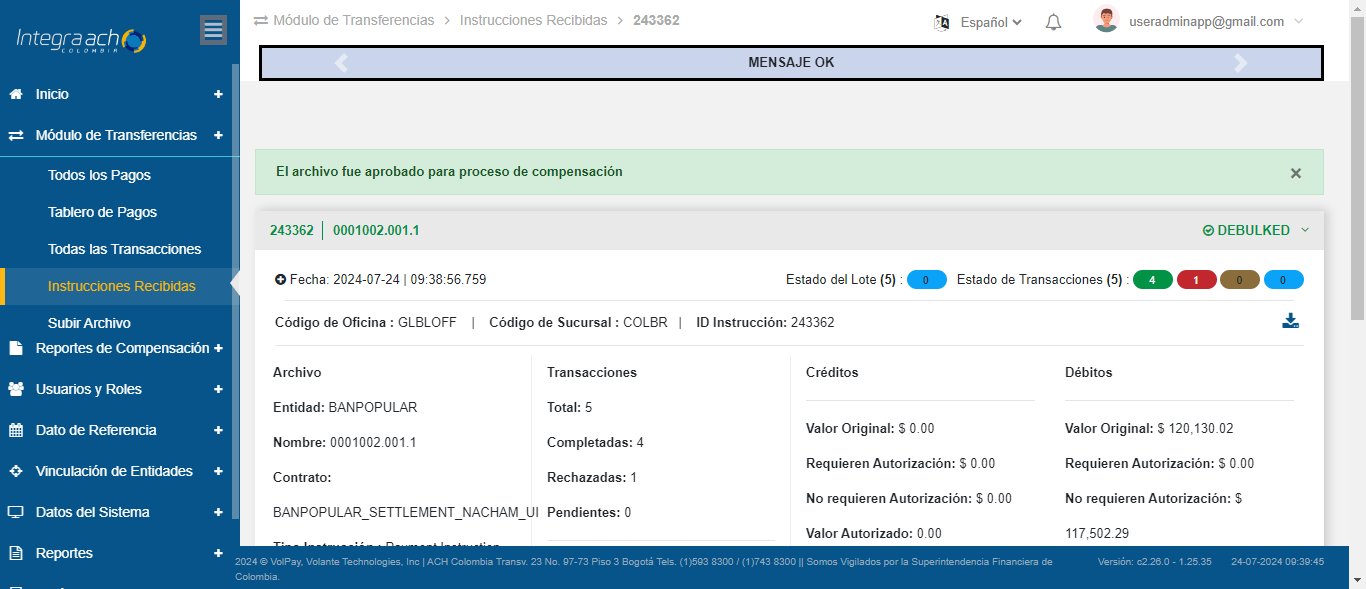 Integra ach
COLOMBIA
Módulo de Transferencias > Instrucciones Recibidas > 243362
Español
useradminapp@gmail.com
MENSAJE OK
Inicio +
Módulo de Transferencias +
Todos los Pagos
Tablero de Pagos
Todas las Transacciones
Instrucciones Recibidas
Subir Archivo
Reportes de Compensación +
Usuarios y Roles +
Dato de Referencia +
Vinculación de Entidades +
Datos del Sistema +
Reportes +
El archivo fue aprobado para proceso de compensación ×
243362 | 0001002.001.1 DEBULKED
Fecha: 2024-07-24 | 09:38:56.759
Estado del Lote (5) : 0 Estado de Transacciones (5) : 4 1 0 0
Código de Oficina : GLBLOFF | Código de Sucursal : COLBR | ID Instrucción: 243362
Archivo
Entidad: BANPOPULAR
Nombre: 0001002.001.1
Contrato:
BANPOPULAR_SETTLEMENT_NACHAM_UI
Tipo Instrucción : Payment Instruction
Transacciones
Total: 5
Completadas: 4
Rechazadas: 1
Pendientes: 0
Créditos
Valor Original: $ 0.00
Requieren Autorización: $ 0.00
No requieren Autorización: $ 0.00
Valor Autorizado: 0.00
Débitos
Valor Original: $ 120,130.02
Requieren Autorización: $ 0.00
No requieren Autorización: $
117,502.29
2024 © VolPay, Volante Technologies, Inc | ACH Colombia Transv. 23 No. 97-73 Piso 3 Bogotá Tels. (1)593 8300 / (1)743 8300 || Somos Vigilados por la Superintendencia Financiera de
Colombia.
Versión: c2.26.0 - 1.25.35 24-07-2024 09:39:45